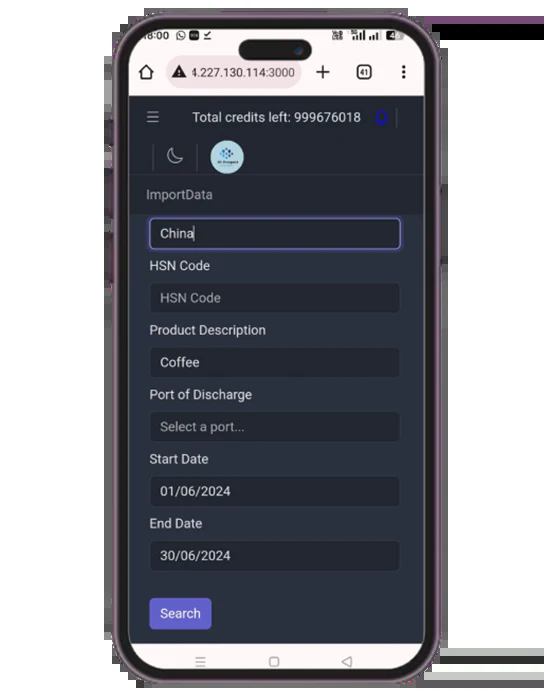 18:00
41
4.227.130.114:3000
Total credits left: 999676018
ImportData
China
HSN Code
HSN Code
Product Description
Coffee
Port of Discharge
Select a port...
Start Date
01/06/2024
End Date
30/06/2024
Search